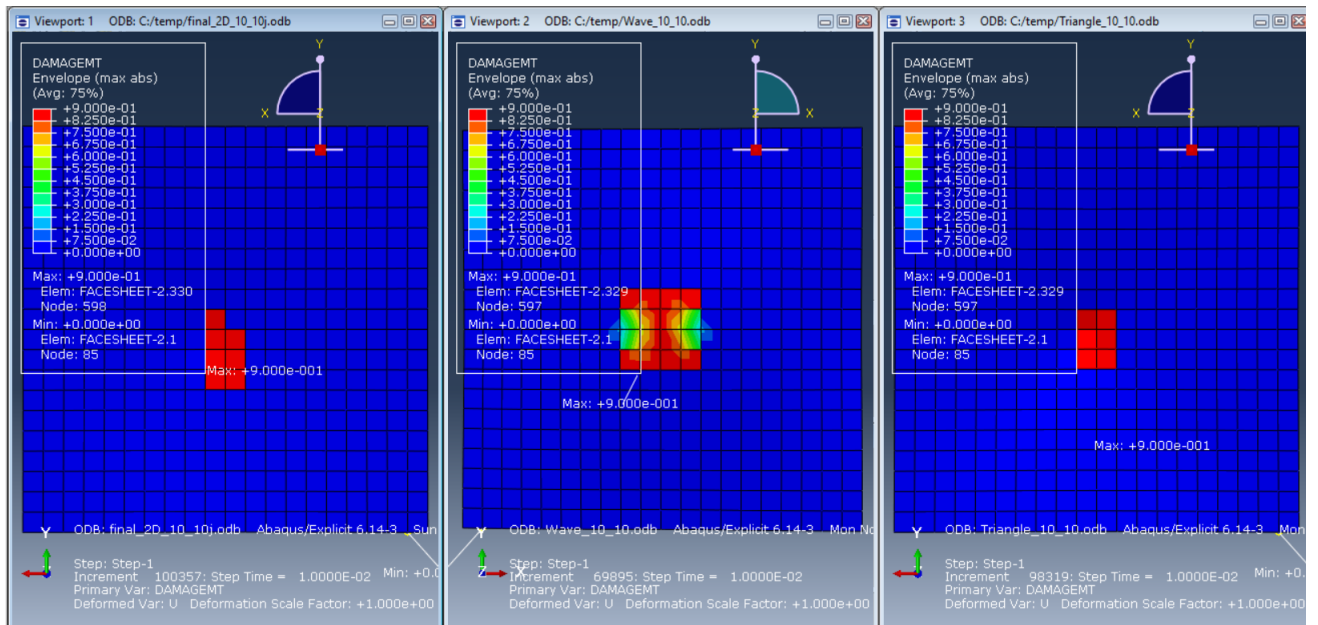 Viewport: 1 ODB: C:/temp/final_2D_10_10j.odb
Y
DAMAGEMT
Envelope (max abs)
(Avg: 75%)
+9.000e-01
+8.250e-01
+7.500e-01
+6.750e-01
+6.000e-01
+5.250e-01
+4.500e-01
+3.750e-01
+3.000e-01
+2.250e-01
+1.500e-01
+7.500e-02
+0.000e+00
X
Z
Max: +9.000e-01
Elem: FACESHEET-2.330
Node: 598
Min: +0.000e+00
Elem: FACESHEET-2.1
Node: 85
Max: +9.000e-001
Y
ODB: final_2D_10_10j.odb Abaqus/Explicit 6.14-3 Sun
Step: Step-1
Increment 100357: Step Time = 1.0000E-02
Min: +0.0
Primary Var: DAMAGEMT
Deformed Var: U Deformation Scale Factor: +1.000e+00
Viewport: 2 ODB: C:/temp/Wave_10_10.odb
Y
DAMAGEMT
Envelope (max abs)
(Avg: 75%)
+9.000e-01
+8.250e-01
+7.500e-01
+6.750e-01
+6.000e-01
+5.250e-01
+4.500e-01
+3.750e-01
+3.000e-01
+2.250e-01
+1.500e-01
+7.500e-02
+0.000e+00
Z
X
Max: +9.000e-01
Elem: FACESHEET-2.329
Node: 597
Min: +0.000e+00
Elem: FACESHEET-2.1
Node: 85
Max: +9.000e-001
Y
ODB: Wave_10_10.odb Abaqus/Explicit 6.14-3 Mon No
Z
X
Step: Step-1
Increment 69895: Step Time = 1.0000E-02
Primary Var: DAMAGEMT
Deformed Var: U Deformation Scale Factor: +1.000e+00
Viewport: 3 ODB: C:/temp/Triangle_10_10.odb
Y
DAMAGEMT
Envelope (max abs)
(Avg: 75%)
+9.000e-01
+8.250e-01
+7.500e-01
+6.750e-01
+6.000e-01
+5.250e-01
+4.500e-01
+3.750e-01
+3.000e-01
+2.250e-01
+1.500e-01
+7.500e-02
+0.000e+00
X
Z
Max: +9.000e-01
Elem: FACESHEET-2.329
Node: 597
Min: +0.000e+00
Elem: FACESHEET-2.1
Node: 85
Max: +9.000e-001
Y
ODB: Triangle_10_10.odb Abaqus/Explicit 6.14-3 Mon
Step: Step-1
Increment 98319: Step Time = 1.0000E-02
Min: +0.
Primary Var: DAMAGEMT
Deformed Var: U Deformation Scale Factor: +1.000e+00